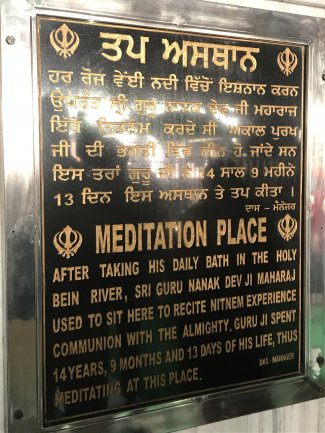 ਤਪ ਅਸਥਾਨ
ਹਰ ਰੋਜ ਵੇਈਂ ਨਦੀ ਵਿੱਚੋਂ ਇਸ਼ਨਾਨ ਕਰਨ
ਉਪਰੰਤ ਸ਼੍ਰੀ ਗੁਰੂ ਨਾਨਕ ਦੇਵ ਜੀ ਮਹਾਰਾਜ
ਇੱਥੇ ਨਿਤਨੇਮ ਕਰਦੇ ਸੀ ਅਕਾਲ ਪੁਰਖ
ਜੀ ਦੀ ਭਗਤੀ ਵਿਚ ਲੀਨ ਹੋ ਜਾਂਦੇ ਸਨ
ਇਸ ਤਰਾਂ ਗੁਰੂ ਜੀ ਨੇ 14 ਸਾਲ 9 ਮਹੀਨੇ
13 ਦਿਨ ਇਸ ਅਸਥਾਨ ਤੇ ਤਪ ਕੀਤਾ ।
ਦਾਸ - ਮੈਨੇਜਰ
MEDITATION PLACE
AFTER TAKING HIS DAILY BATH IN THE HOLY
BEIN RIVER, SRI GURU NANAK DEV JI MAHARAJ
USED TO SIT HERE TO RECITE NITNEM EXPERIENCE
COMMUNION WITH THE ALMIGHTY, GURU JI SPENT
14YEARS, 9 MONTHS AND 13 DAYS OF HIS LIFE, THUS
MEDITATING AT THIS PLACE.
DAS - MANAGER